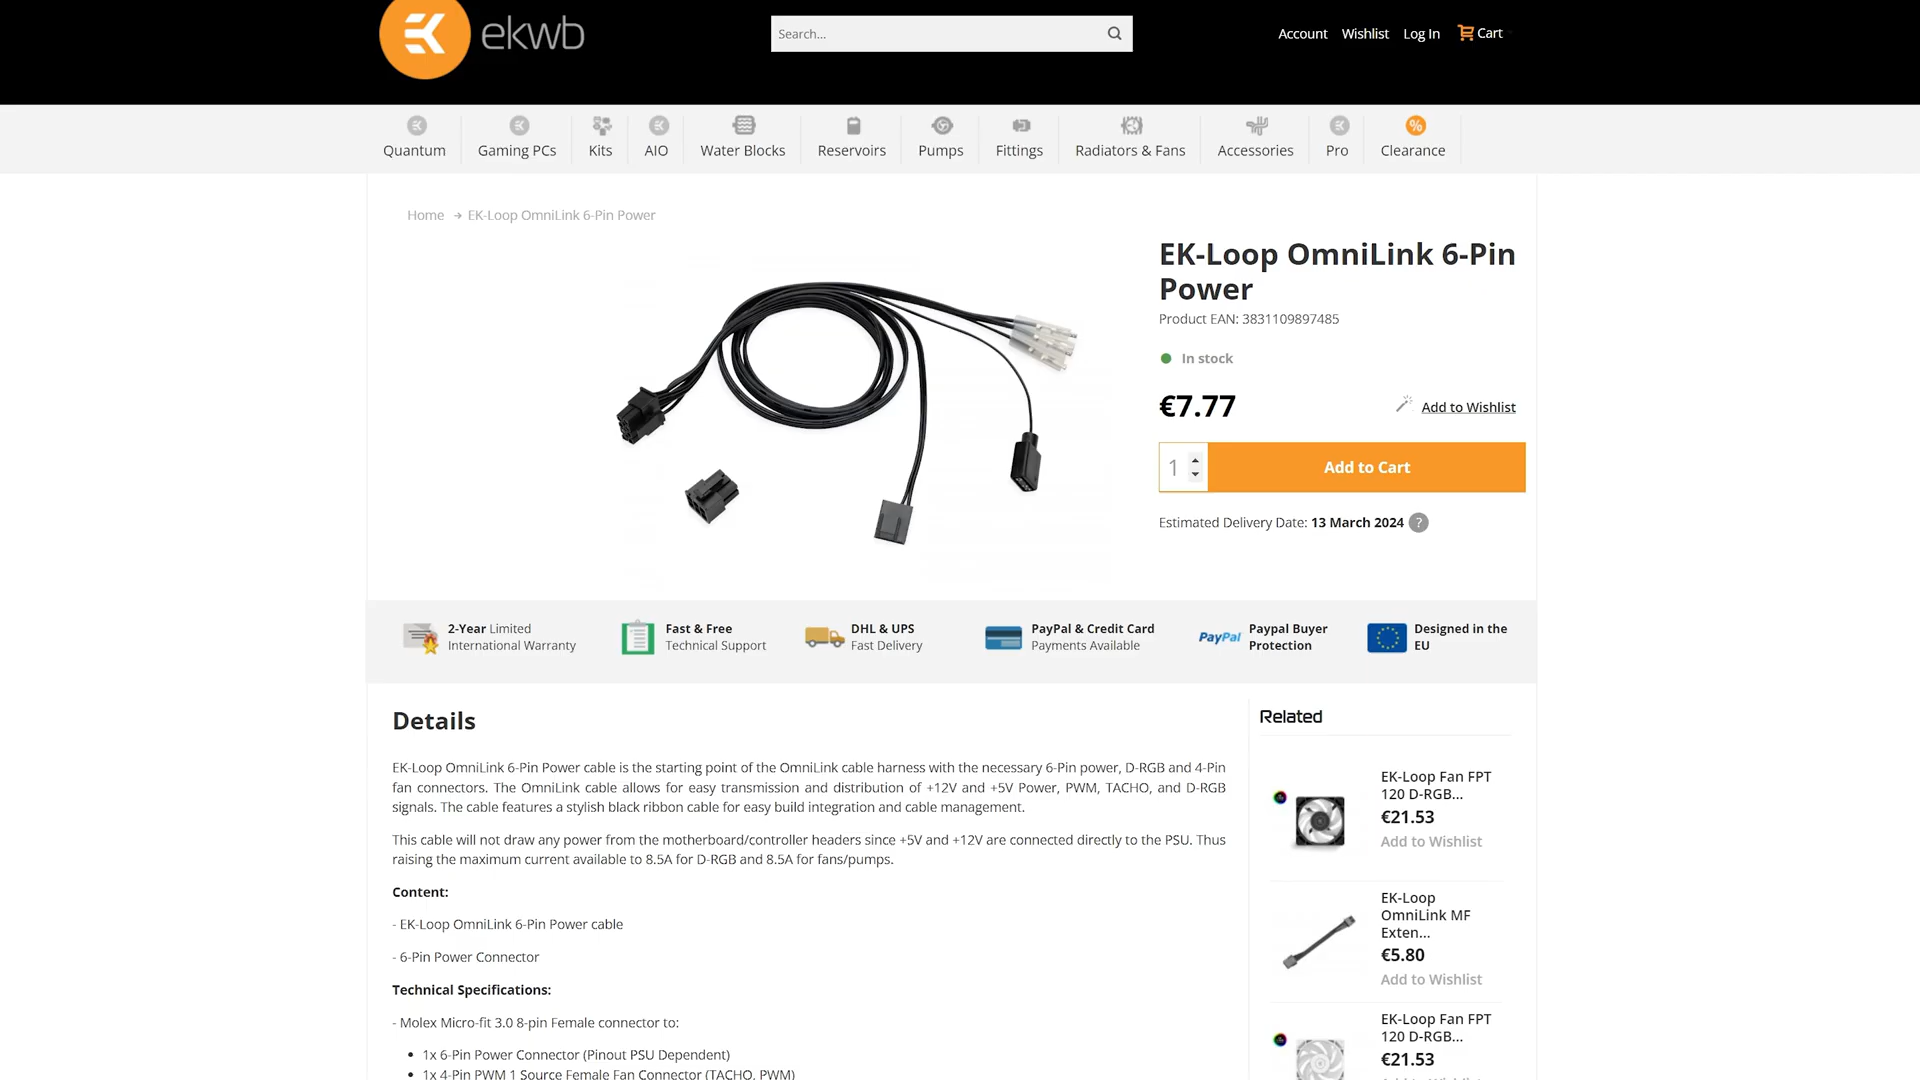 ekwb
Search...
Account
Wishlist
Log In
Cart
Quantum
Gaming PCs
Kits
AIO
Water Blocks
Reservoirs
Pumps
Fittings
Radiators & Fans
Accessories
Pro
%
Clearance
Home → EK-Loop OmniLink 6-Pin Power
EK-Loop OmniLink 6-Pin
Power
Product EAN: 3831109897485
In stock
€7.77
Add to Wishlist
1
Add to Cart
Estimated Delivery Date: 13 March 2024 ?
2-Year Limited
International Warranty
Fast & Free
Technical Support
DHL & UPS
Fast Delivery
PayPal & Credit Card
Payments Available
PayPal
Paypal Buyer
Protection
Designed in the
EU
Details
EK-Loop OmniLink 6-Pin Power cable is the starting point of the OmniLink cable harness with the necessary 6-Pin power, D-RGB and 4-Pin
fan connectors. The OmniLink cable allows for easy transmission and distribution of +12V and +5V Power, PWM, TACHO, and D-RGB
signals. The cable features a stylish black ribbon cable for easy build integration and cable management.
This cable will not draw any power from the motherboard/controller headers since +5V and +12V are connected directly to the PSU. Thus
raising the maximum current available to 8.5A for D-RGB and 8.5A for fans/pumps.
Content:
- EK-Loop OmniLink 6-Pin Power cable
- 6-Pin Power Connector
Technical Specifications:
- Molex Micro-fit 3.0 8-pin Female connector to:
• 1x 6-Pin Power Connector (Pinout PSU Dependent)
• 1x 4-Pin PWM 1 Source Female Fan Connector (TACHO, PWM)
Related
EK-Loop Fan FPT
120 D-RGB...
€21.53
Add to Wishlist
EK-Loop
OmniLink MF
Exten...
€5.80
Add to Wishlist
EK-Loop Fan FPT
120 D-RGB...
€21.53
Add to Wishlist